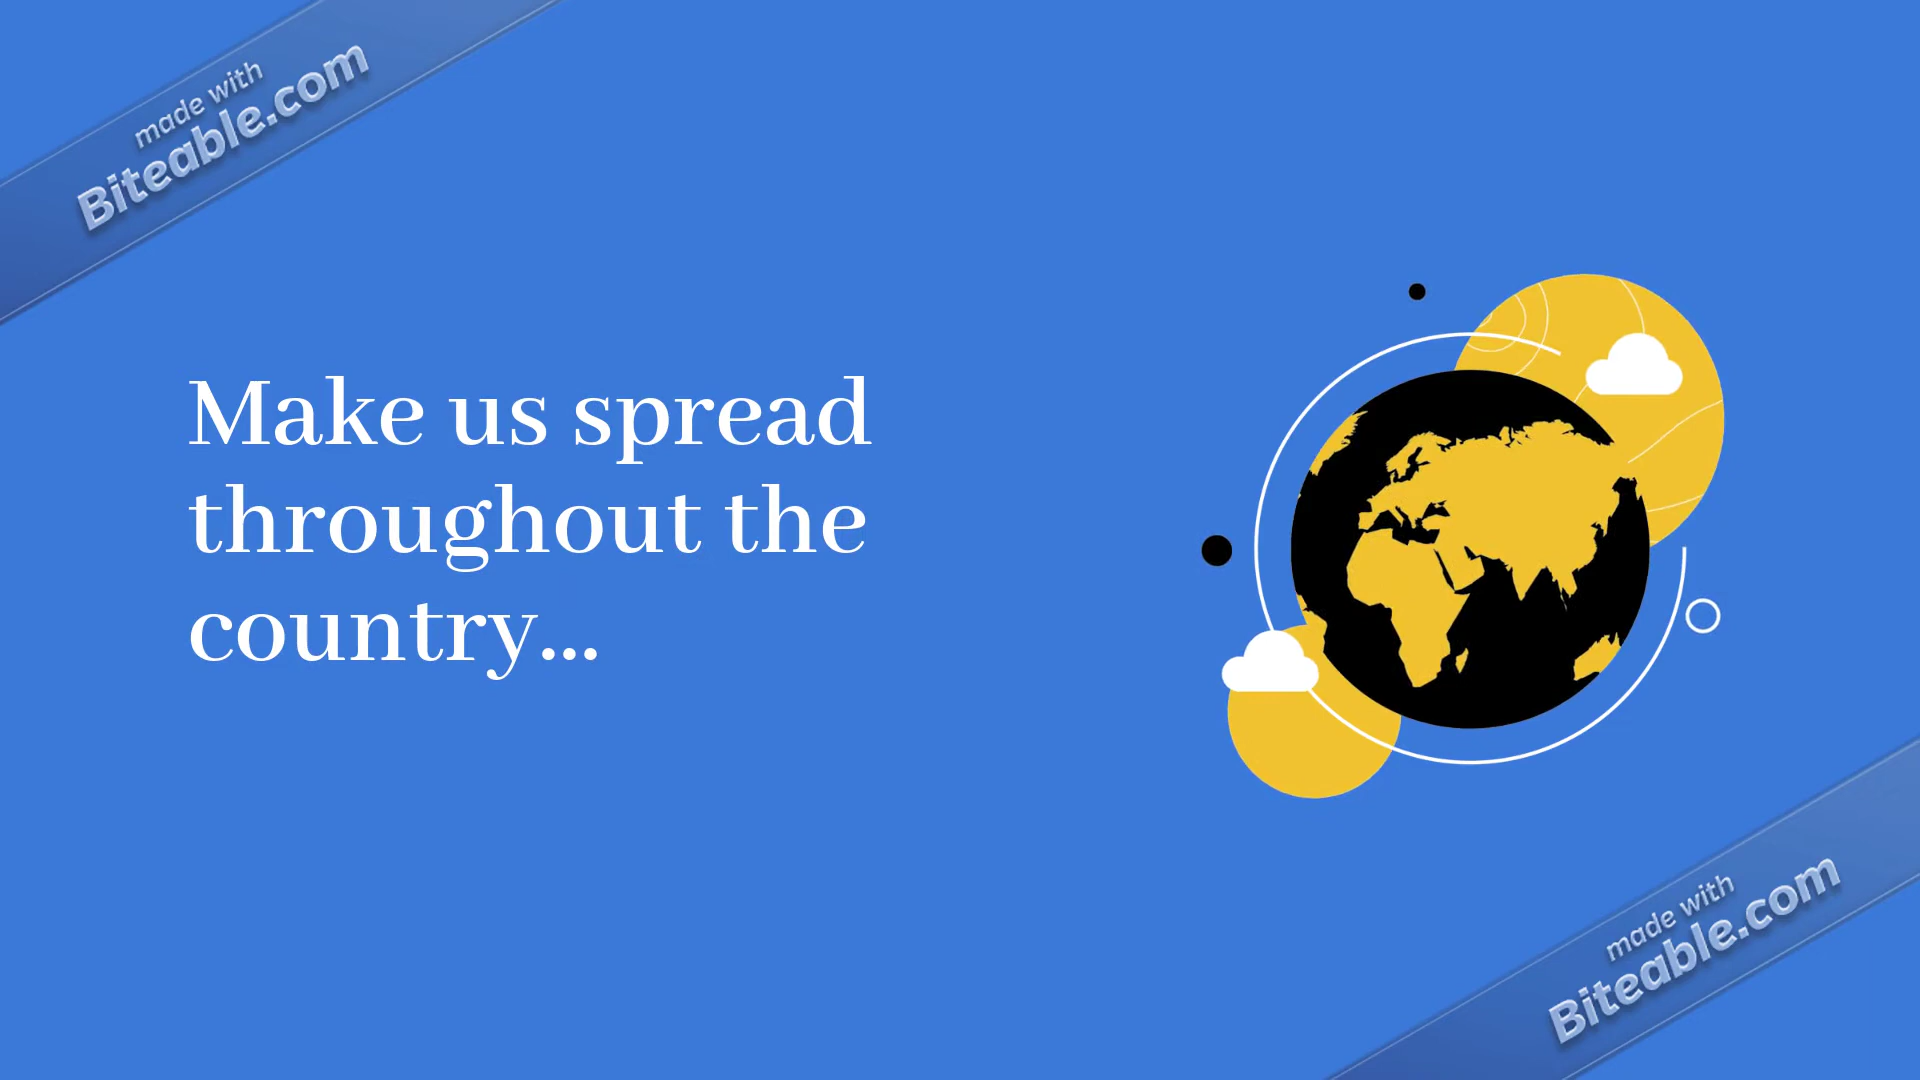 made with
Biteable.com
Make us spread
throughout the
country...
made with
Biteable.com